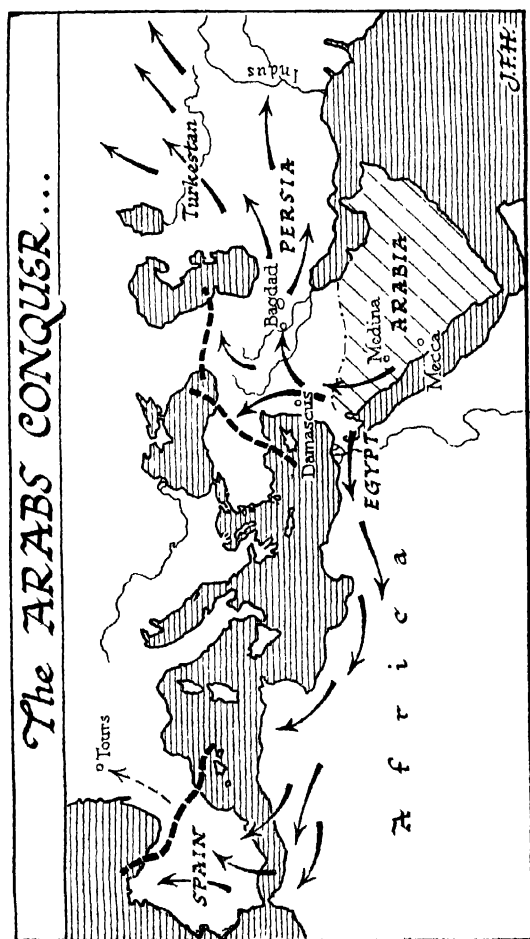 The ARABS CONQUER....
Tours
SPAIN
Africa
EGYPT
Damascus
Bagdad
PERSIA
Turkestan
Indus
Medina
ARABIA
Mecca
J.F.H.